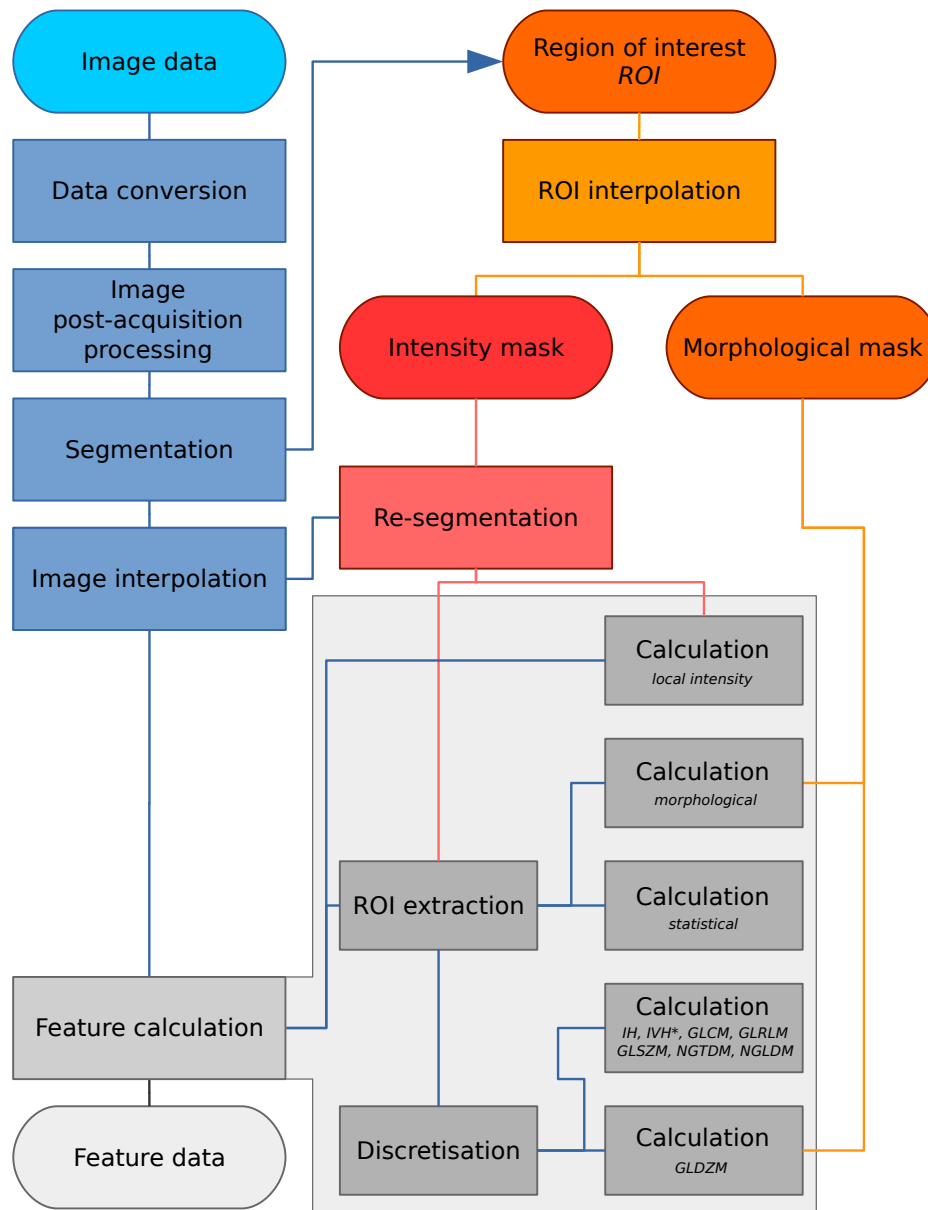 Image data
Region of interest
ROI
Data conversion
ROI interpolation
Image
post-acquisition
processing
Intensity mask
Morphological mask
Segmentation
Re-segmentation
Image interpolation
Calculation
local intensity
Calculation
morphological
ROI extraction
Calculation
statistical
Feature calculation
Calculation
IH, IVH*, GLCM, GLRLM
GLSZM, NGTDM, NGLDM
Feature data
Discretisation
Calculation
GLDZM